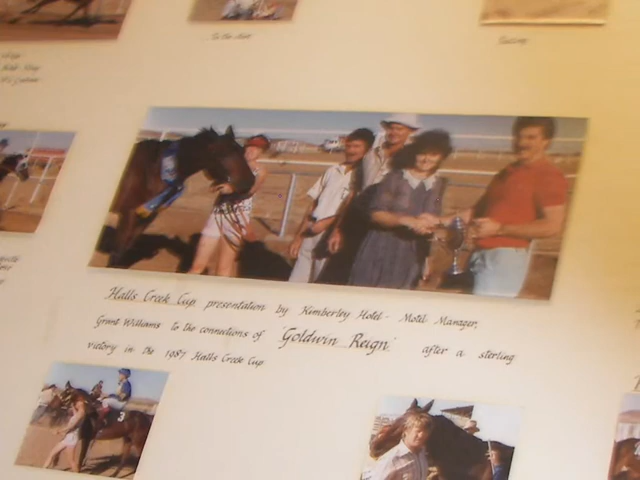 Halls Creek Cup presentation by Kimberley Hotel - Motel Manager,
Grant Williams to the connections of 'Goldwin Reign' after a sterling
victory in the 1987 Halls Creek Cup
3